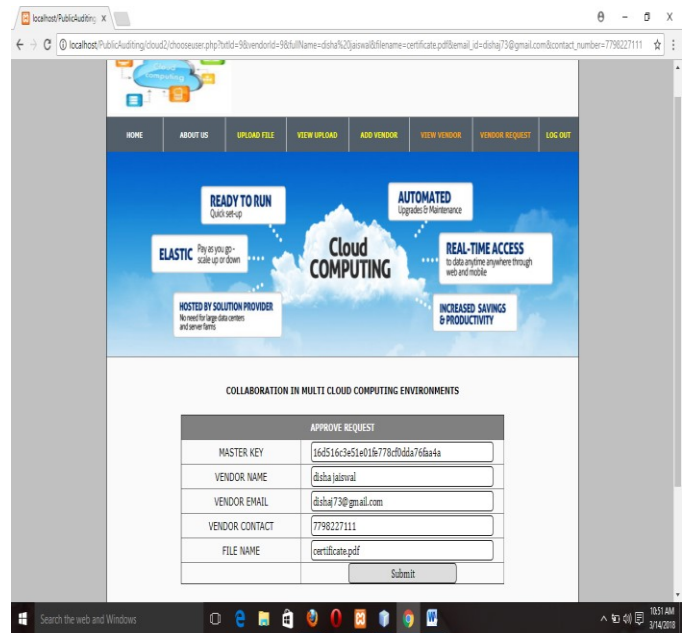 localhost/PublicAuditing
localhost/PublicAuditing/cloud2/chooseuser.php?txtId=9&vendorId=9&fullName=disha%20jaiswal&filename=certificate.pdf&email_id=dishaj73@gmail.com&contact_number=7798227111
Cloud
computing
HOME ABOUT US UPLOAD FILE VIEW UPLOAD ADD VENDOR VIEW VENDOR VENDOR REQUEST LOG OUT
READY TO RUN
Quick set-up
AUTOMATED
Upgrades & Maintenance
ELASTIC Pay as you go -
scale up or down
Cloud
COMPUTING
REAL-TIME ACCESS
to data anytime anywhere through
web and mobile
HOSTED BY SOLUTION PROVIDER
No need for large data centers
and server farms
INCREASED SAVINGS
& PRODUCTIVITY
COLLABORATION IN MULTI CLOUD COMPUTING ENVIRONMENTS
APPROVE REQUEST
MASTER KEY 16d516c3e51e01fe778cf0dda76faa4a
VENDOR NAME disha jaiswal
VENDOR EMAIL dishaj73@gmail.com
VENDOR CONTACT 7798227111
FILE NAME certificate.pdf
Submit
Search the web and Windows
10:51 AM
3/14/2018